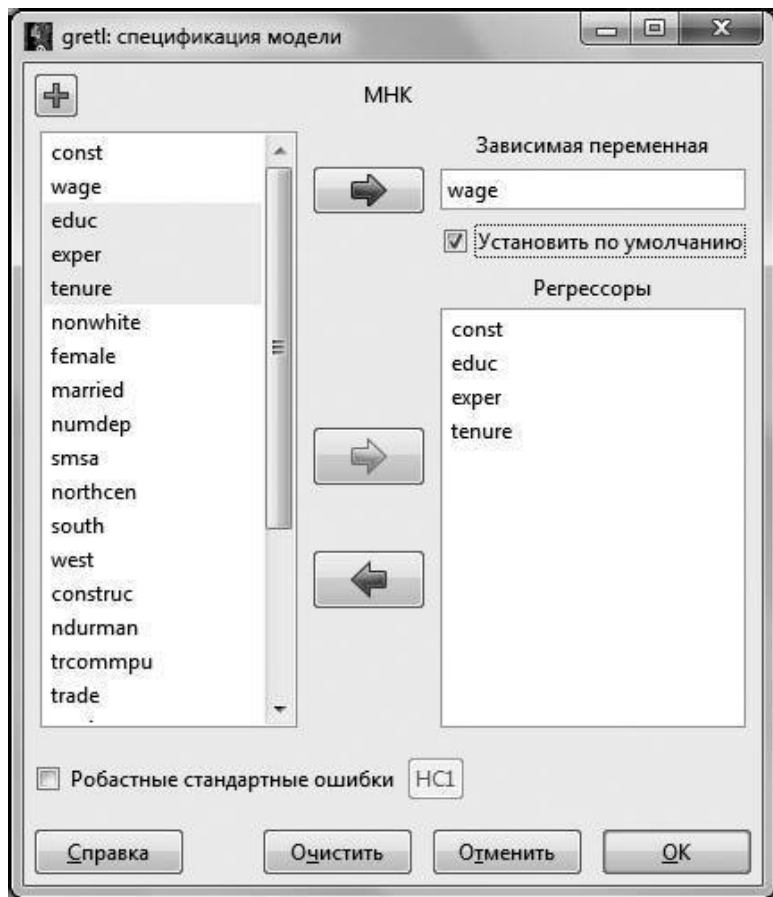 gretl: спецификация модели
МНК
const
wage
educ
exper
tenure
nonwhite
female
married
numdep
smsa
northcen
south
west
construc
ndurman
trcommpu
trade
Зависимая переменная
wage
Установить по умолчанию
Регрессоры
const
educ
exper
tenure
Робастные стандартные ошибки HC1
Справка Очистить Отменить OK